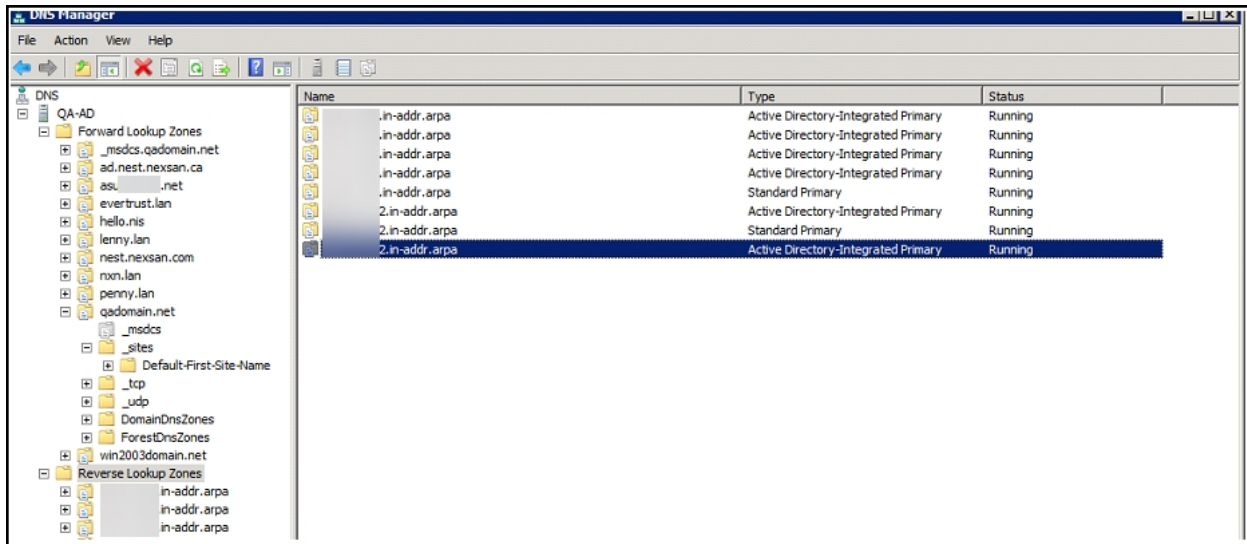 DNS Manager
File Action View Help
DNS
QA-AD
Forward Lookup Zones
_msdcs.qadomain.net
ad.nest.nexsan.ca
asu .net
evertrust.lan
hello.nis
lenny.lan
nest.nexsan.com
nxn.lan
penny.lan
qadomain.net
_msdcs
_sites
Default-First-Site-Name
_tcp
_udp
DomainDnsZones
ForestDnsZones
win2003domain.net
Reverse Lookup Zones
.in-addr.arpa
.in-addr.arpa
.in-addr.arpa
Name Type Status
.in-addr.arpa Active Directory-Integrated Primary Running
.in-addr.arpa Active Directory-Integrated Primary Running
.in-addr.arpa Active Directory-Integrated Primary Running
.in-addr.arpa Active Directory-Integrated Primary Running
.in-addr.arpa Standard Primary Running
2.in-addr.arpa Active Directory-Integrated Primary Running
2.in-addr.arpa Standard Primary Running
2.in-addr.arpa Active Directory-Integrated Primary Running